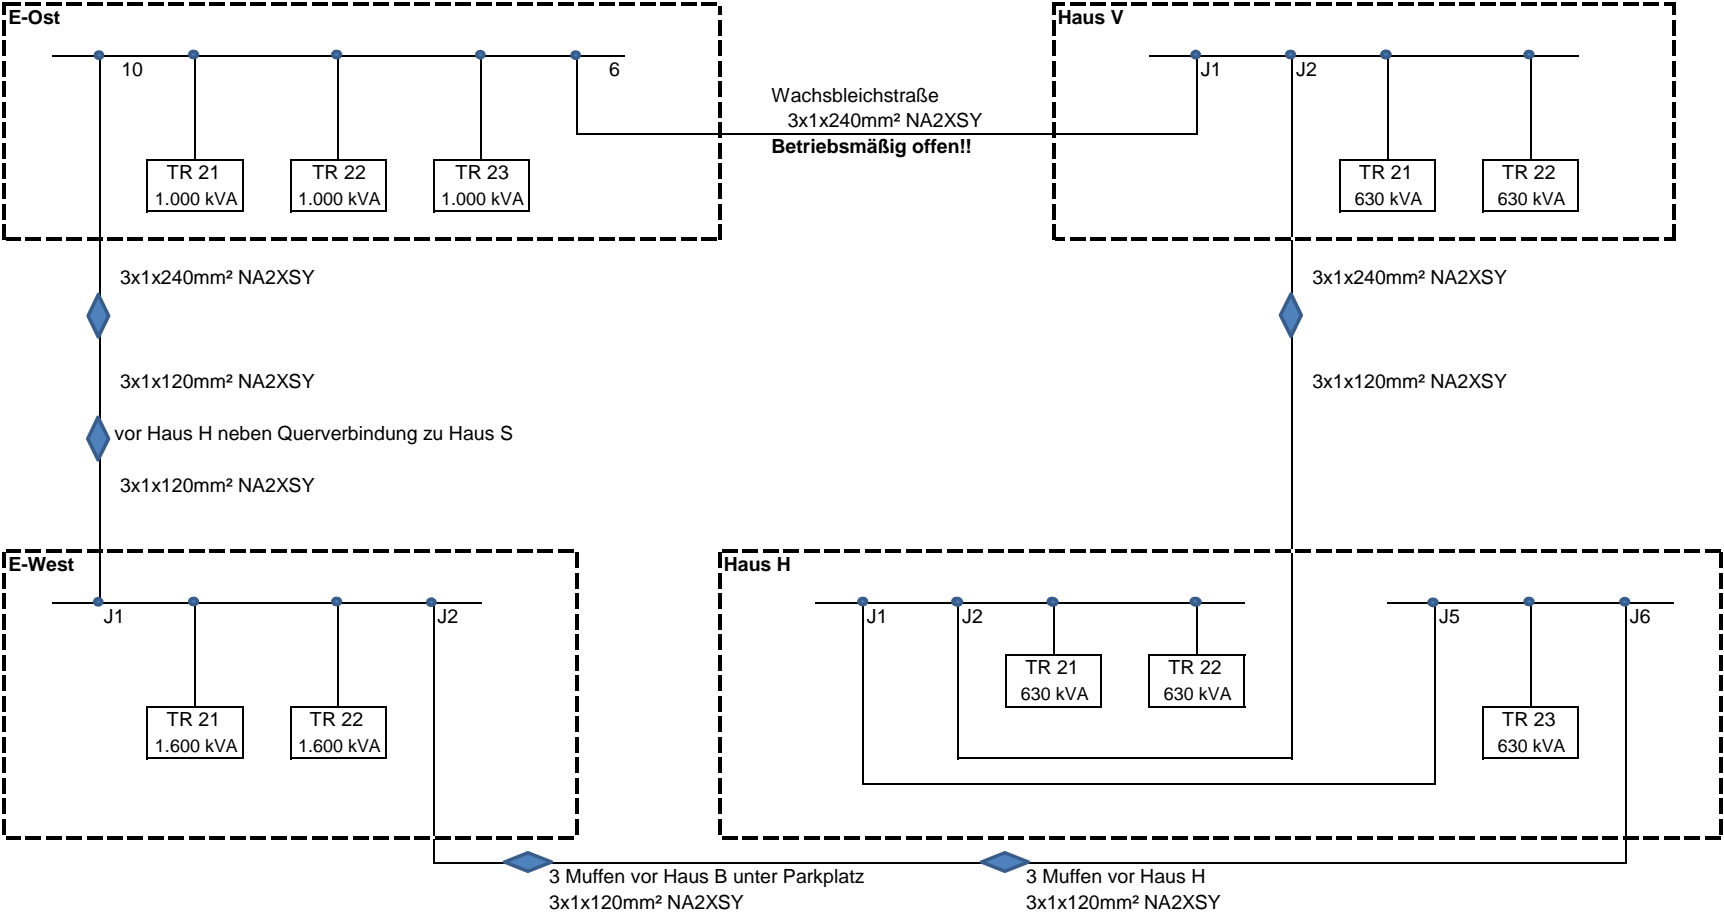 E-Ost
10
6
TR 21
1.000 kVA
TR 22
1.000 kVA
TR 23
1.000 kVA
Wachsbleichstraße
3x1x240mm² NA2XSY
Betriebsmäßig offen!!
Haus V
J1
J2
TR 21
630 kVA
TR 22
630 kVA
3x1x240mm² NA2XSY
3x1x240mm² NA2XSY
3x1x120mm² NA2XSY
3x1x120mm² NA2XSY
vor Haus H neben Querverbindung zu Haus S
3x1x120mm² NA2XSY
E-West
J1
J2
TR 21
1.600 kVA
TR 22
1.600 kVA
Haus H
J1
J2
TR 21
630 kVA
TR 22
630 kVA
J5
J6
TR 23
630 kVA
3 Muffen vor Haus B unter Parkplatz
3x1x120mm² NA2XSY
3 Muffen vor Haus H
3x1x120mm² NA2XSY